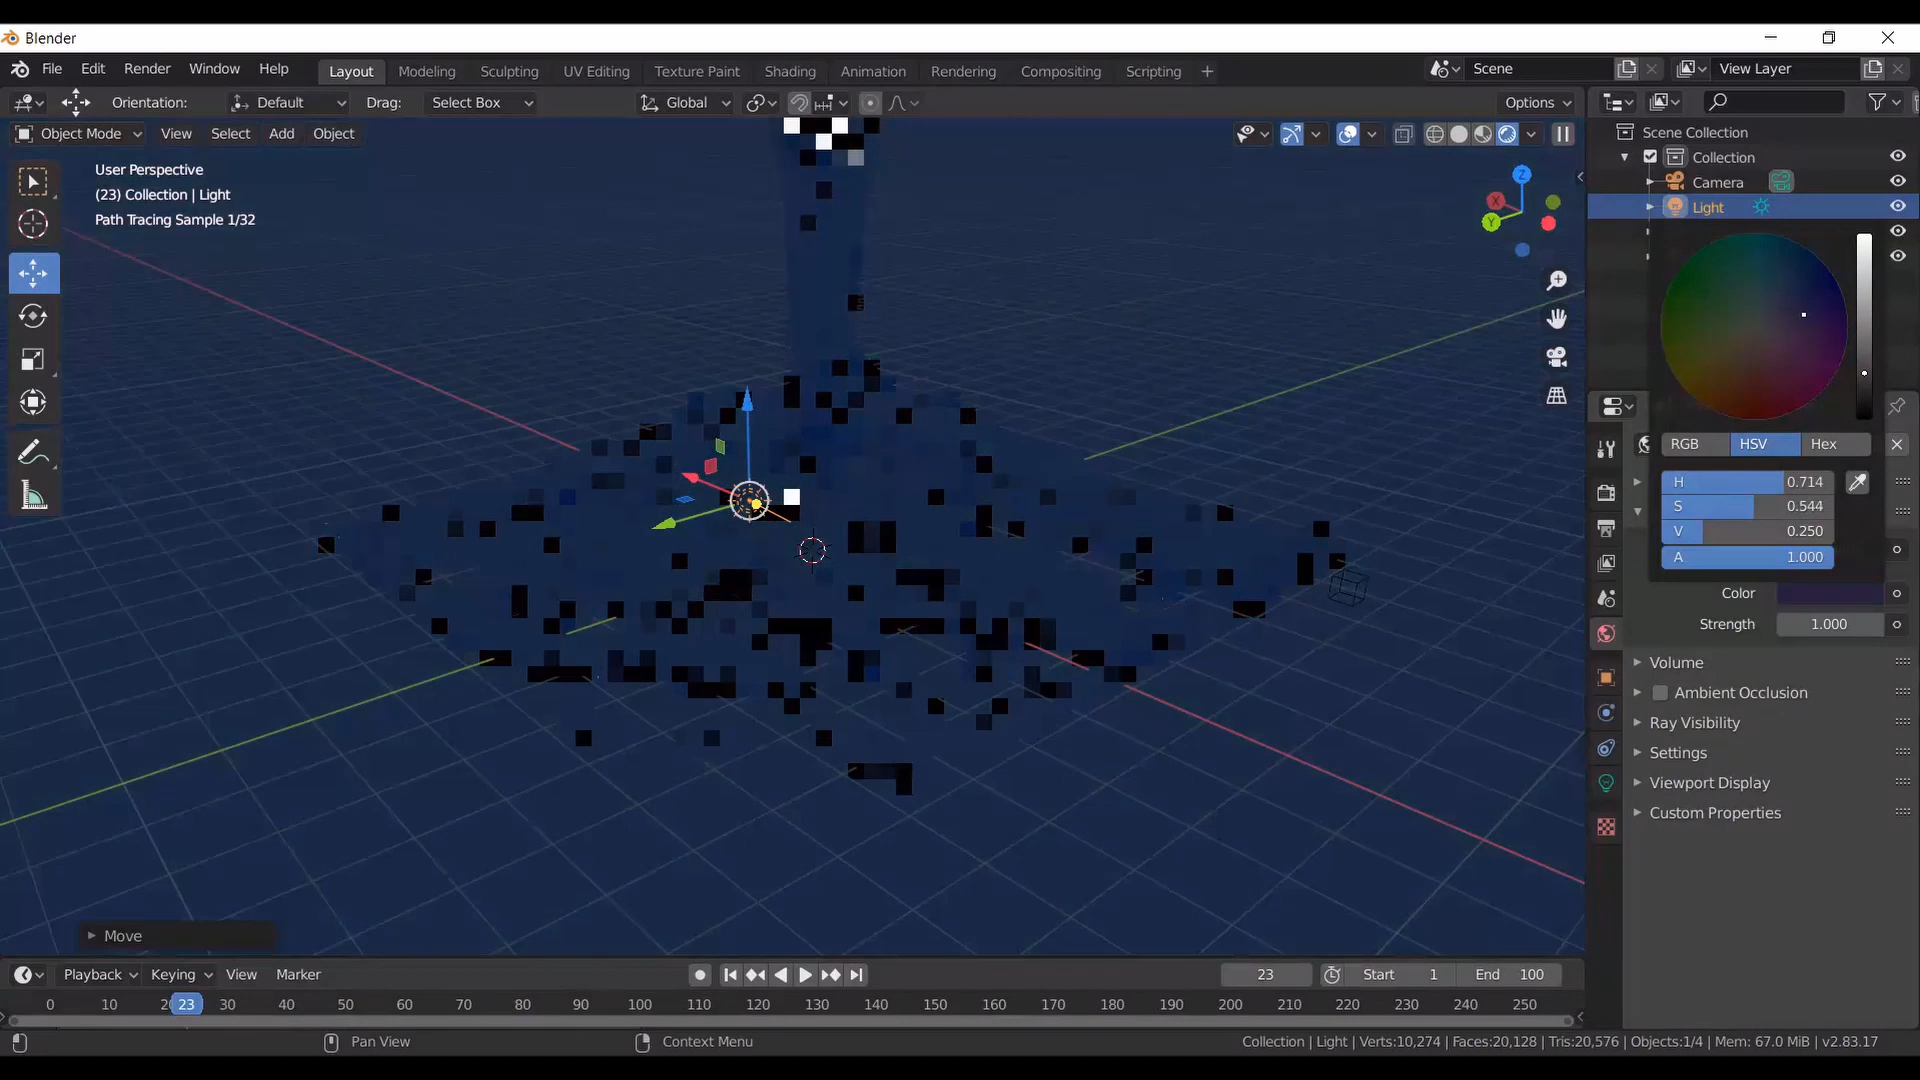 Blender
File Edit Render Window Help Layout Modeling Sculpting UV Editing Texture Paint Shading Animation Rendering Compositing Scripting + Scene View Layer
Orientation: Default Drag: Select Box Global Options
Object Mode View Select Add Object
User Perspective
(23) Collection | Light
Path Tracing Sample 1/32
Z
X
Y
Scene Collection
Collection
Camera
Light
RGB HSV Hex
H 0.714
S 0.544
V 0.250
A 1.000
Color
Strength 1.000
Volume
Ambient Occlusion
Ray Visibility
Settings
Viewport Display
Custom Properties
Move
Playback Keying View Marker 23 Start 1 End 100
0 10 2 23 30 40 50 60 70 80 90 100 110 120 130 140 150 160 170 180 190 200 210 220 230 240 250
Pan View Context Menu Collection | Light | Verts:10,274 | Faces:20,128 | Tris:20,576 | Objects:1/4 | Mem: 67.0 MiB | v2.83.17